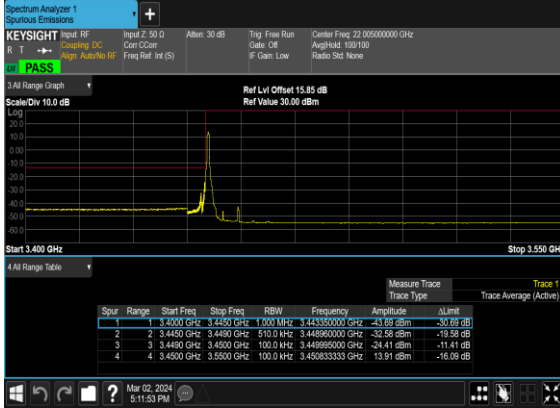 Spectrum Analyzer 1
Spurious Emissions
+
KEYSIGHT Input: RF Input Z: 50 Ω Atten: 30 dB Trig: Free Run Center Freq: 22.005000000 GHz
R T Coupling: DC Corr CCorr Gate: Off Avg|Hold: 100/100
Align: Auto/No RF Freq Ref: Int (S) IF Gain: Low Radio Std: None
LXI PASS
3.All Range Graph
Ref Lvl Offset 15.85 dB
Scale/Div 10.0 dB Ref Value 30.00 dBm
Log
20.0
10.0
0.00
-10.0
-20.0
-30.0
-40.0
-50.0
-60.0
Start 3.400 GHz Stop 3.550 GH
4.All Range Table
Measure Trace Trace 1
Trace Type Trace Average (Active)
Spur Range Start Freq Stop Freq RBW Frequency Amplitude ΔLimit
1 1 3.4000 GHz 3.4450 GHz 1.000 MHz 3.443350000 GHz -43.69 dBm -30.69 dB
2 2 3.4450 GHz 3.4490 GHz 510.0 kHz 3.448960000 GHz -32.58 dBm -19.58 dB
3 3 3.4490 GHz 3.4500 GHz 100.0 kHz 3.449995000 GHz -24.41 dBm -11.41 dB
4 4 3.4500 GHz 3.5500 GHz 100.0 kHz 3.450833333 GHz 13.91 dBm -16.09 dB
?
Mar 02, 2024
5:11:53 PM